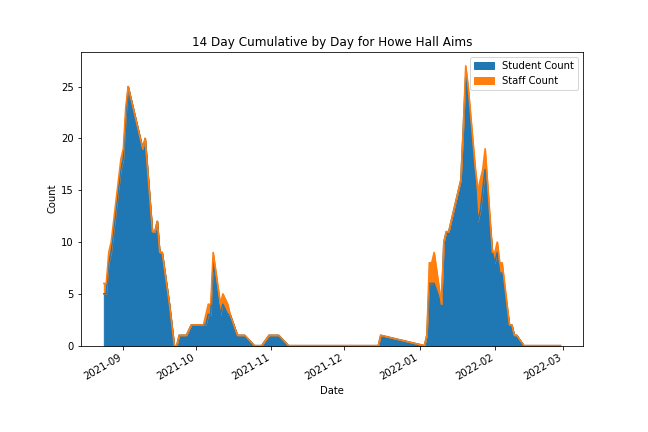 14 Day Cumulative by Day for Howe Hall Aims
Student Count
Staff Count
Count
25
20
15
10
5
0
2021-09
2021-10
2021-11
2021-12
2022-01
2022-02
2022-03
Date